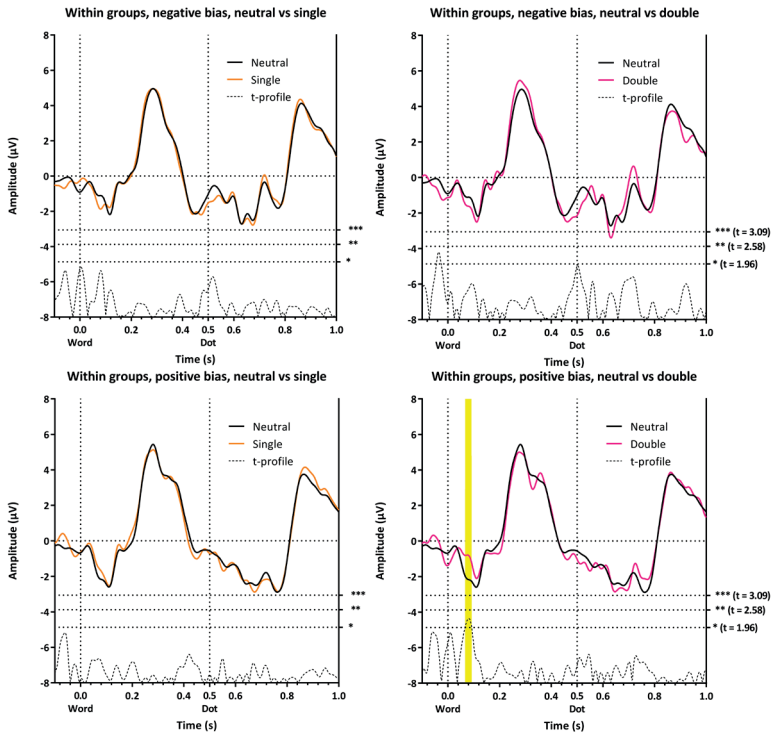 Within groups, negative bias, neutral vs single
8
6
4
2
0
-2
-4
-6
-8
Amplitude (µV)
Neutral
Single
t-profile
***
**
*
0.0 0.2 0.4 0.6 0.8 1.0
0.5
Word Dot
Time (s)
Within groups, negative bias, neutral vs double
8
6
4
2
0
-2
-4
-6
-8
Amplitude (µV)
Neutral
Double
t-profile
*** (t = 3.09)
** (t = 2.58)
* (t = 1.96)
0.0 0.2 0.4 0.6 0.8 1.0
0.5
Word Dot
Time (s)
Within groups, positive bias, neutral vs single
8
6
4
2
0
-2
-4
-6
-8
Amplitude (µV)
Neutral
Single
t-profile
***
**
*
0.0 0.2 0.4 0.6 0.8 1.0
0.5
Word Dot
Time (s)
Within groups, positive bias, neutral vs double
8
6
4
2
0
-2
-4
-6
-8
Amplitude (µV)
Neutral
Double
t-profile
*** (t = 3.09)
** (t = 2.58)
* (t = 1.96)
0.0 0.2 0.4 0.6 0.8 1.0
0.5
Word Dot
Time (s)